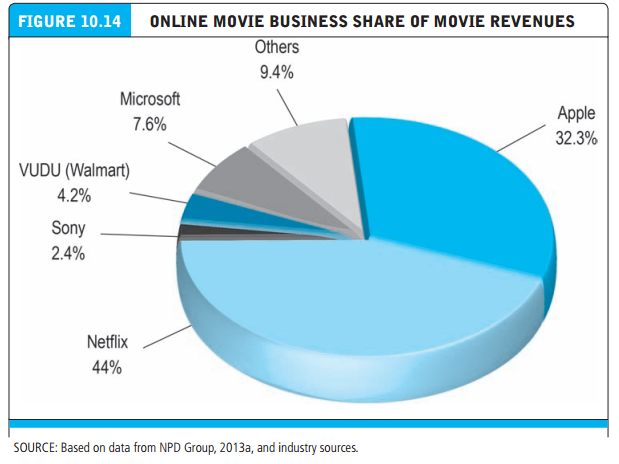 FIGURE 10.14 ONLINE MOVIE BUSINESS SHARE OF MOVIE REVENUES
Others
9.4%
Microsoft
7.6%
Apple
32.3%
VUDU (Walmart)
4.2%
Sony
2.4%
Netflix
44%
SOURCE: Based on data from NPD Group, 2013a, and industry sources.